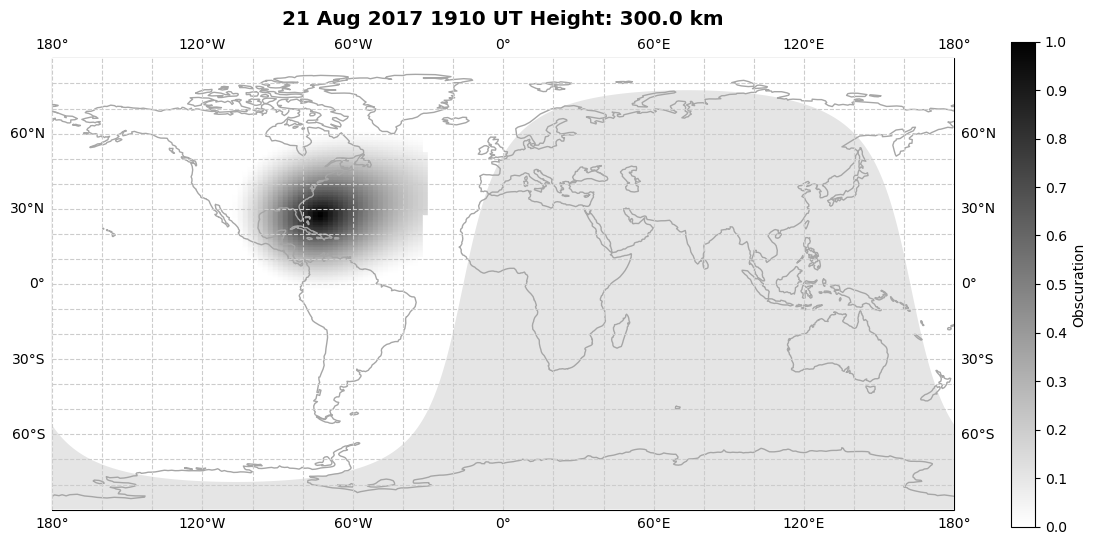 21 Aug 2017 1910 UT Height: 300.0 km
180° 120°W 60°W 0° 60°E 120°E 180°
1.0
0.9
0.8
0.7
0.6
0.5
0.4
0.3
0.2
0.1
0.0
Obscuration
60°N 60°N
30°N 30°N
0° 0°
30°S 30°S
60°S 60°S
180° 120°W 60°W 0° 60°E 120°E 180°